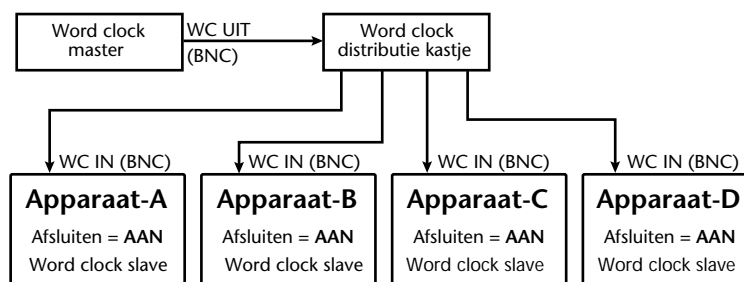 Word clock
master
WC UIT
(BNC)
Word clock
distributie kastje
WC IN (BNC)
WC IN (BNC)
WC IN (BNC)
WC IN (BNC)
Apparaat-A
Afsluiten = AAN
Word clock slave
Apparaat-B
Afsluiten = AAN
Word clock slave
Apparaat-C
Afsluiten = AAN
Word clock slave
Apparaat-D
Afsluiten = AAN
Word clock slave